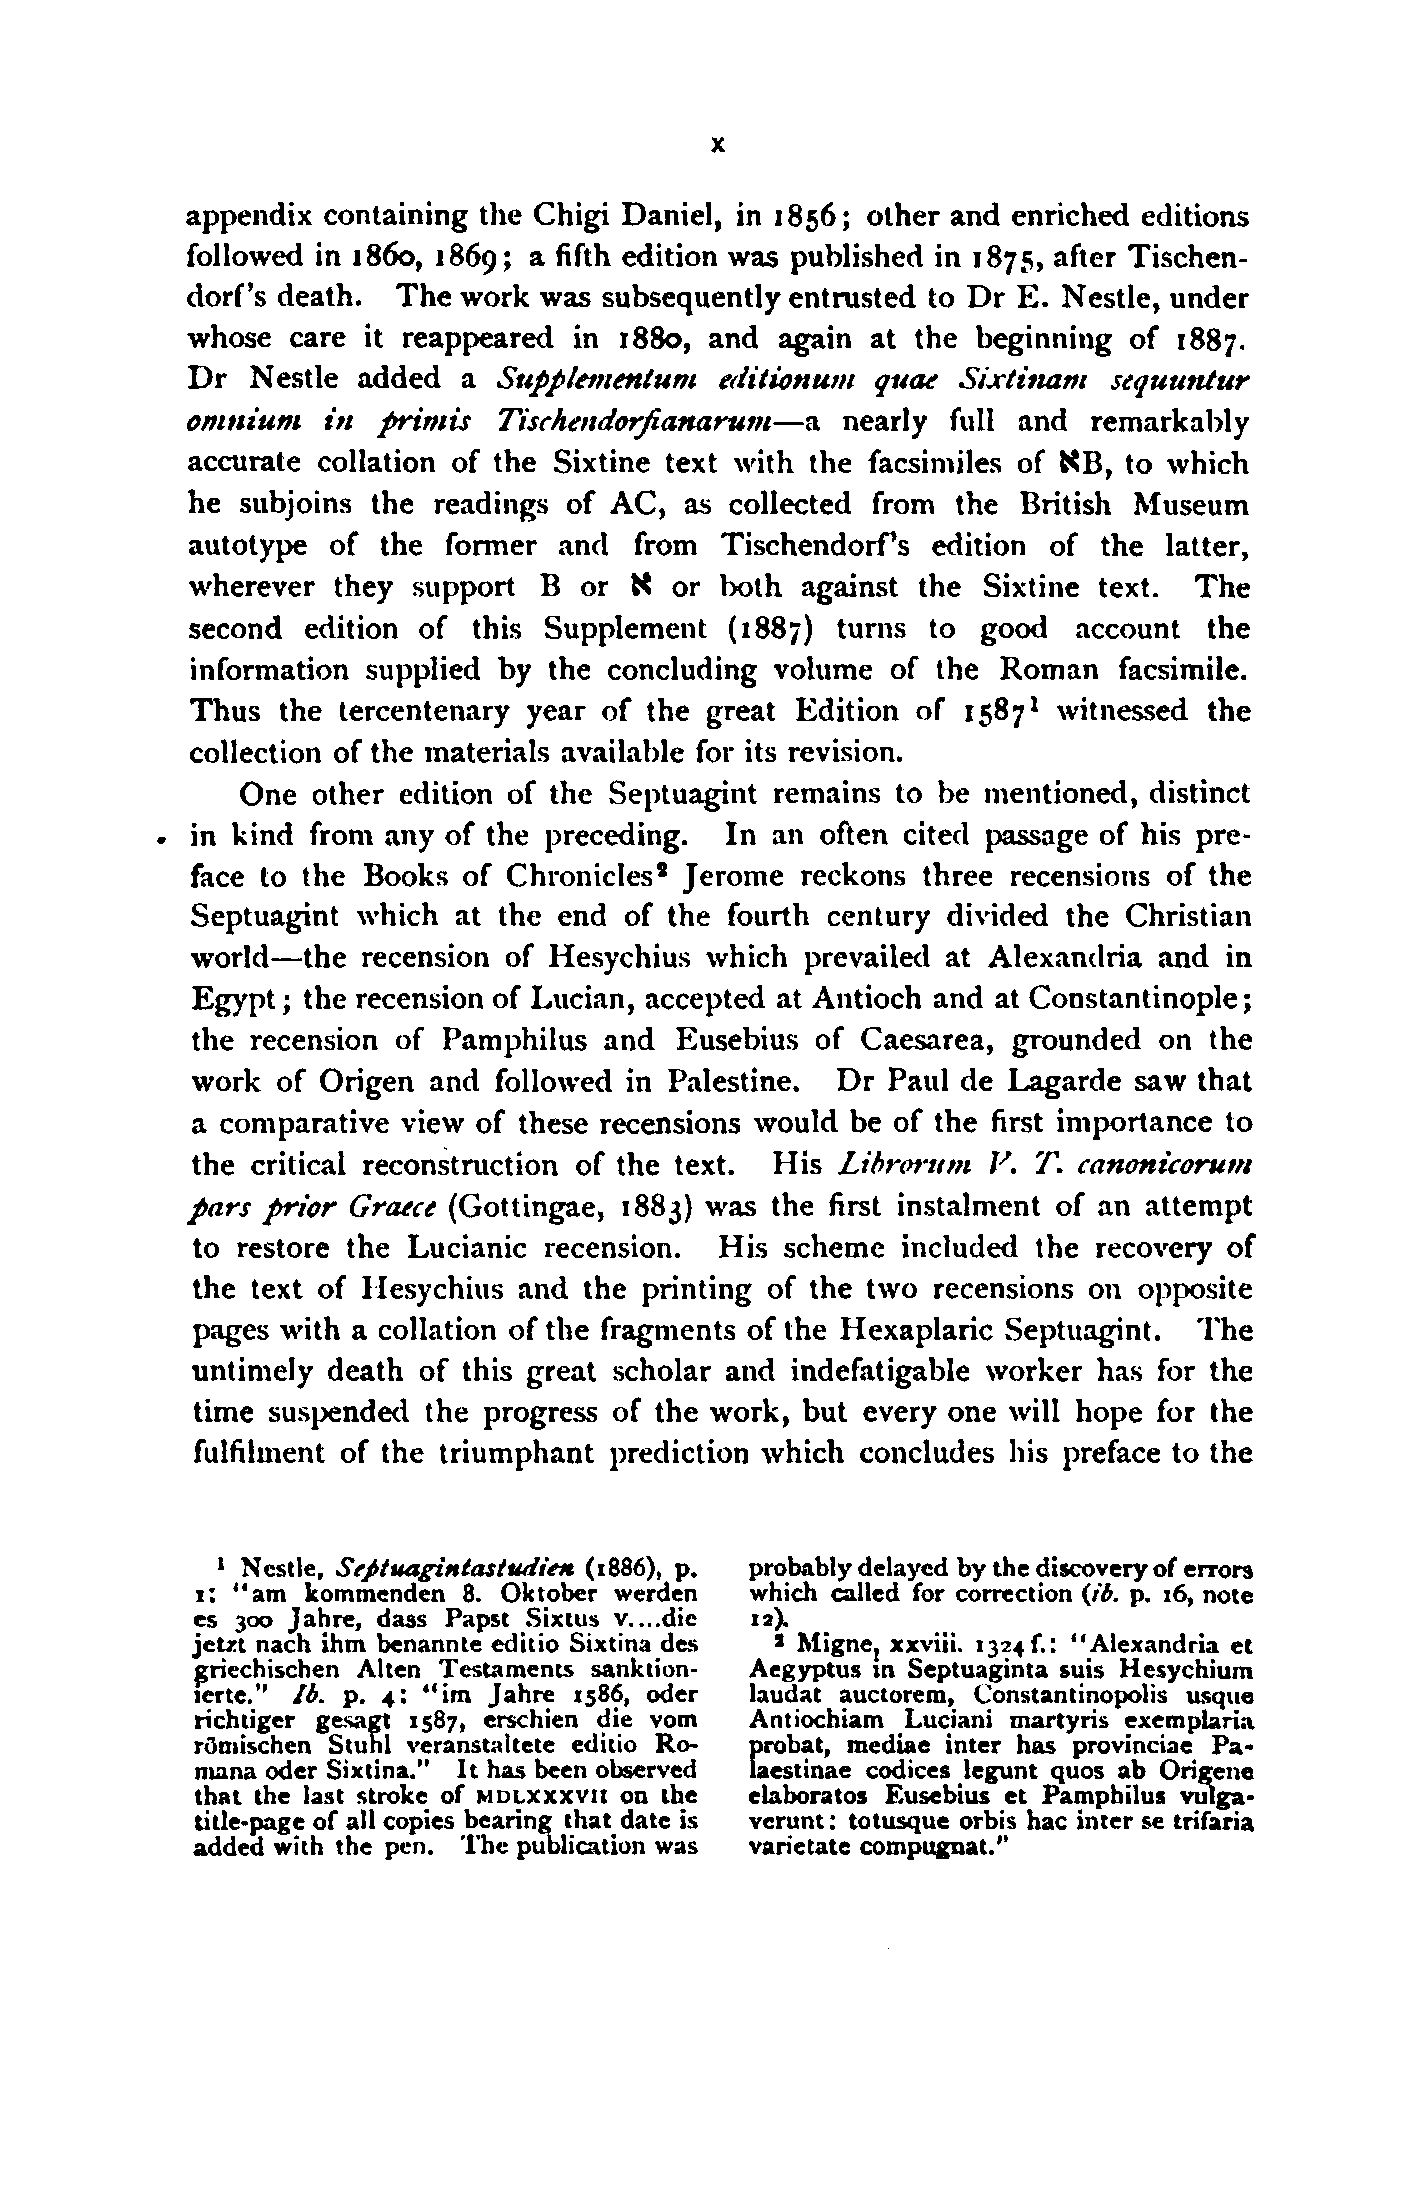 x
appendix containing the Chigi Daniel, in 1856; other and enriched editions
followed in 1860, 1869; a fifth edition was published in 1875, after Tischen-
dorf's death. The work was subsequently entrusted to Dr E. Nestle, under
whose care it reappeared in 1880, and again at the beginning of 1887.
Dr Nestle added a Supplementum editionum quae Sixtinam sequuntur
omnium in primis Tischendorfianarum—a nearly full and remarkably
accurate collation of the Sixtine text with the facsimiles of אB, to which
he subjoins the readings of AC, as collected from the British Museum
autotype of the former and from Tischendorf's edition of the latter,
wherever they support B or א or both against the Sixtine text. The
second edition of this Supplement (1887) turns to good account the
information supplied by the concluding volume of the Roman facsimile.
Thus the tercentenary year of the great Edition of 1587¹ witnessed the
collection of the materials available for its revision.
One other edition of the Septuagint remains to be mentioned, distinct
in kind from any of the preceding. In an often cited passage of his pre-
face to the Books of Chronicles² Jerome reckons three recensions of the
Septuagint which at the end of the fourth century divided the Christian
world—the recension of Hesychius which prevailed at Alexandria and in
Egypt; the recension of Lucian, accepted at Antioch and at Constantinople;
the recension of Pamphilus and Eusebius of Caesarea, grounded on the
work of Origen and followed in Palestine. Dr Paul de Lagarde saw that
a comparative view of these recensions would be of the first importance to
the critical reconstruction of the text. His Librorum V. T. canonicorum
pars prior Graece (Gottingae, 1883) was the first instalment of an attempt
to restore the Lucianic recension. His scheme included the recovery of
the text of Hesychius and the printing of the two recensions on opposite
pages with a collation of the fragments of the Hexaplaric Septuagint. The
untimely death of this great scholar and indefatigable worker has for the
time suspended the progress of the work, but every one will hope for the
fulfilment of the triumphant prediction which concludes his preface to the
¹ Nestle, Septuagintastudien (1886), p.
1: "am kommenden 8. Oktober werden
es 300 Jahre, dass Papst Sixtus V....die
jetzt nach ihm benannte editio Sixtina des
griechischen Alten Testaments sanktion-
ierte." Ib. p. 4: "im Jahre 1586, oder
richtiger gesagt 1587, erschien die vom
römischen Stuhl veranstaltete editio Ro-
mana oder Sixtina." It has been observed
that the last stroke of MDLXXXVII on the
title-page of all copies bearing that date is
added with the pen. The publication was
probably delayed by the discovery of errors
which called for correction (ib. p. 16, note
12).
² Migne, xxviii. 1324 f.: "Alexandria et
Aegyptus in Septuaginta suis Hesychium
laudat auctorem, Constantinopolis usque
Antiochiam Luciani martyris exemplaria
probat, mediae inter has provinciae Pa-
laestinae codices legunt quos ab Origene
elaboratos Eusebius et Pamphilus vulga-
verunt: totusque orbis hac inter se trifaria
varietate compugnat."